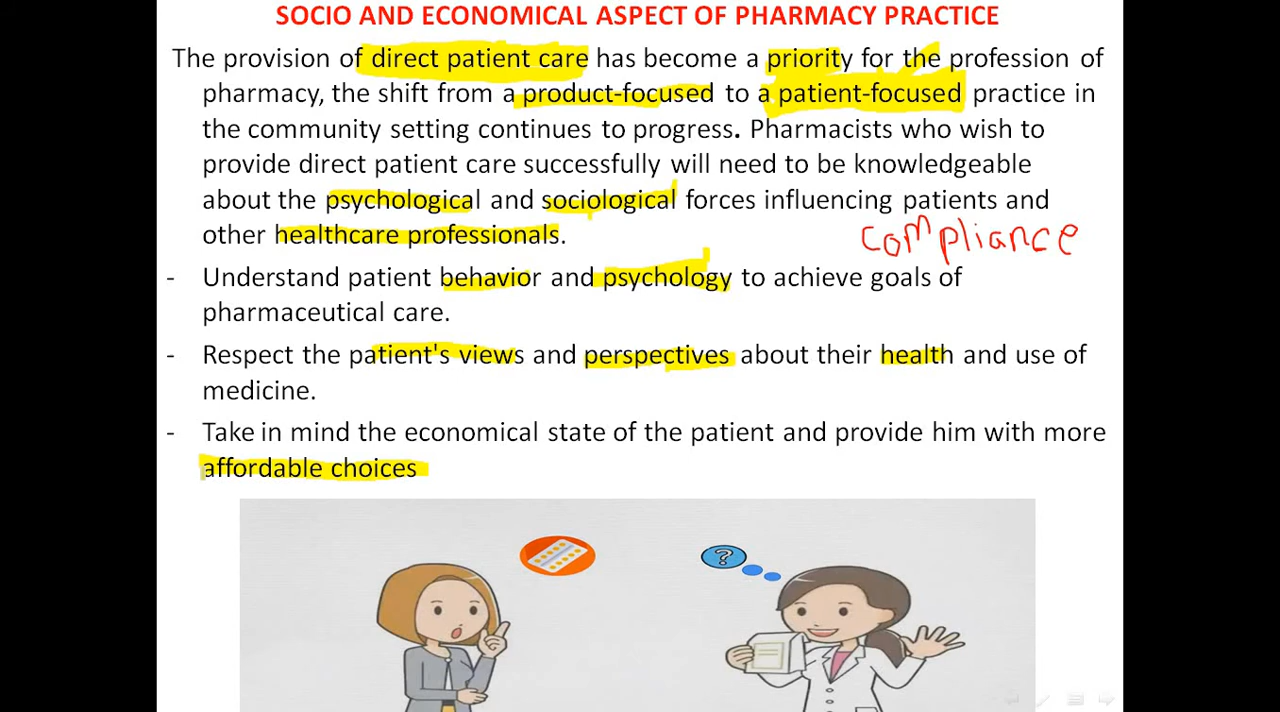 SOCIO AND ECONOMICAL ASPECT OF PHARMACY PRACTICE
The provision of direct patient care has become a priority for the profession of
pharmacy, the shift from a product-focused to a patient-focused practice in
the community setting continues to progress. Pharmacists who wish to
provide direct patient care successfully will need to be knowledgeable
about the psychological and sociological forces influencing patients and
other healthcare professionals.
compliance
- Understand patient behavior and psychology to achieve goals of
pharmaceutical care.
- Respect the patient's views and perspectives about their health and use of
medicine.
- Take in mind the economical state of the patient and provide him with more
affordable choices
?